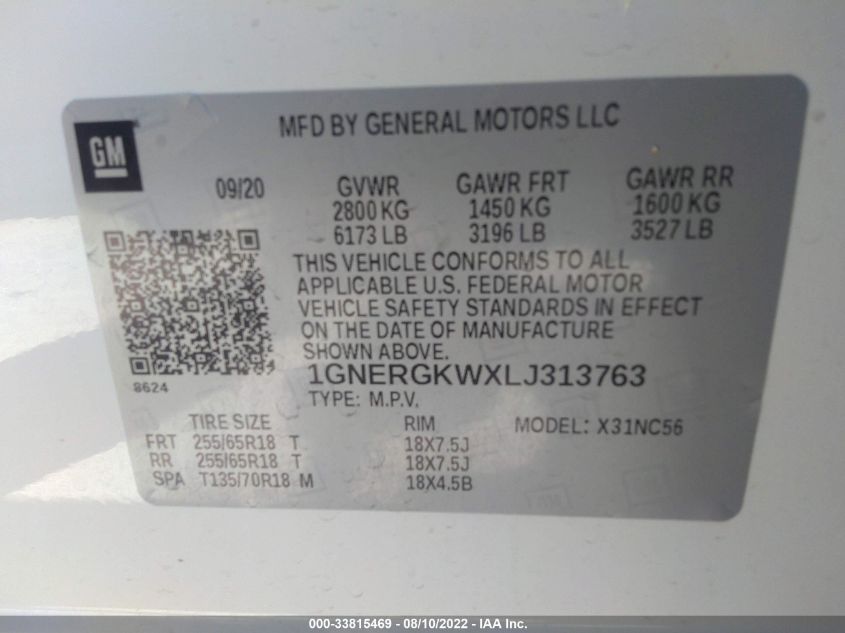 GM
MFD BY GENERAL MOTORS LLC
09/20 GVWR GAWR FRT GAWR RR
2800 KG 1450 KG 1600 KG
6173 LB 3196 LB 3527 LB
THIS VEHICLE CONFORMS TO ALL
APPLICABLE U.S. FEDERAL MOTOR
VEHICLE SAFETY STANDARDS IN EFFECT
ON THE DATE OF MANUFACTURE
SHOWN ABOVE.
8624
1GNERGKWXLJ313763
TYPE: M.P.V.
TIRE SIZE RIM MODEL: X31NC56
FRT 255/65R18 T 18X7.5J
RR 255/65R18 T 18X7.5J
SPA T135/70R18 M 18X4.5B
000-33815469 - 08/10/2022 - IAAI Inc.